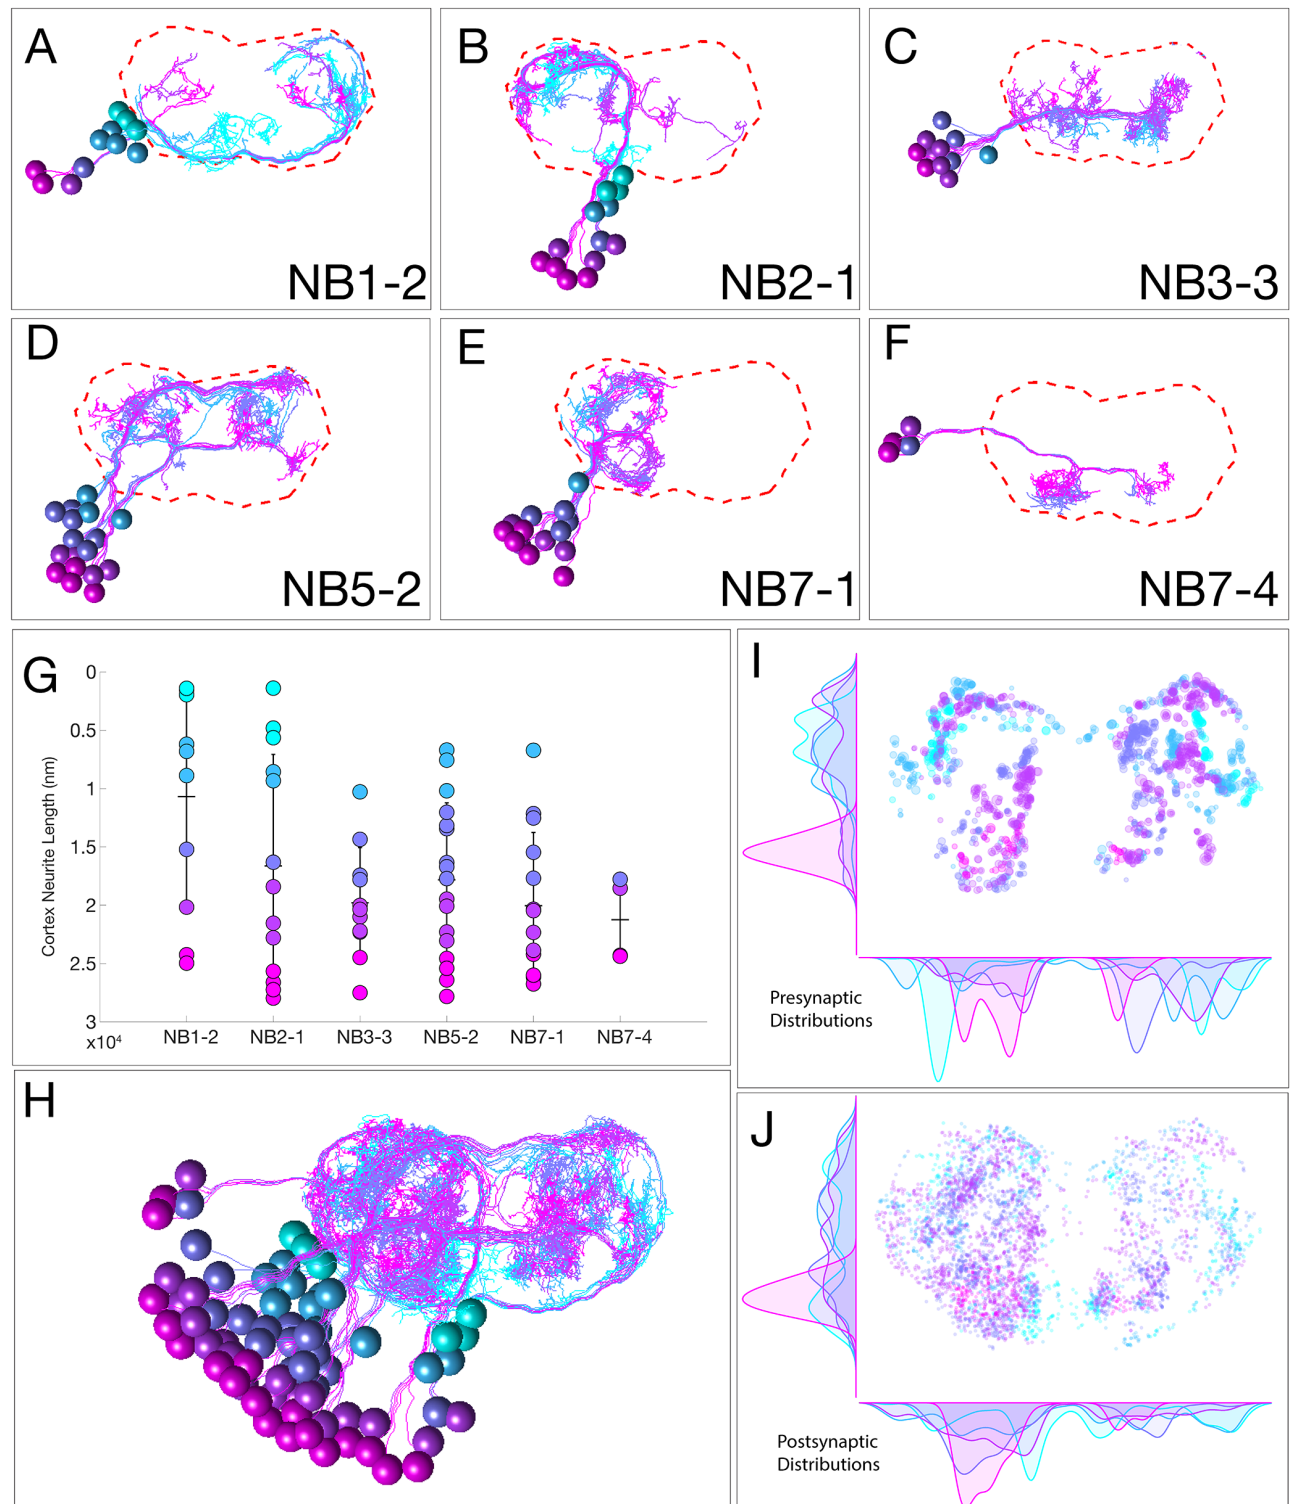 A
NB1-2
B
NB2-1
C
NB3-3
D
NB5-2
E
NB7-1
F
NB7-4
G
Cortex Neurite Length (nm)
0
0.5
1
1.5
2
2.5
3
x10⁴
NB1-2 NB2-1 NB3-3 NB5-2 NB7-1 NB7-4
H
I
Presynaptic
Distributions
J
Postsynaptic
Distributions